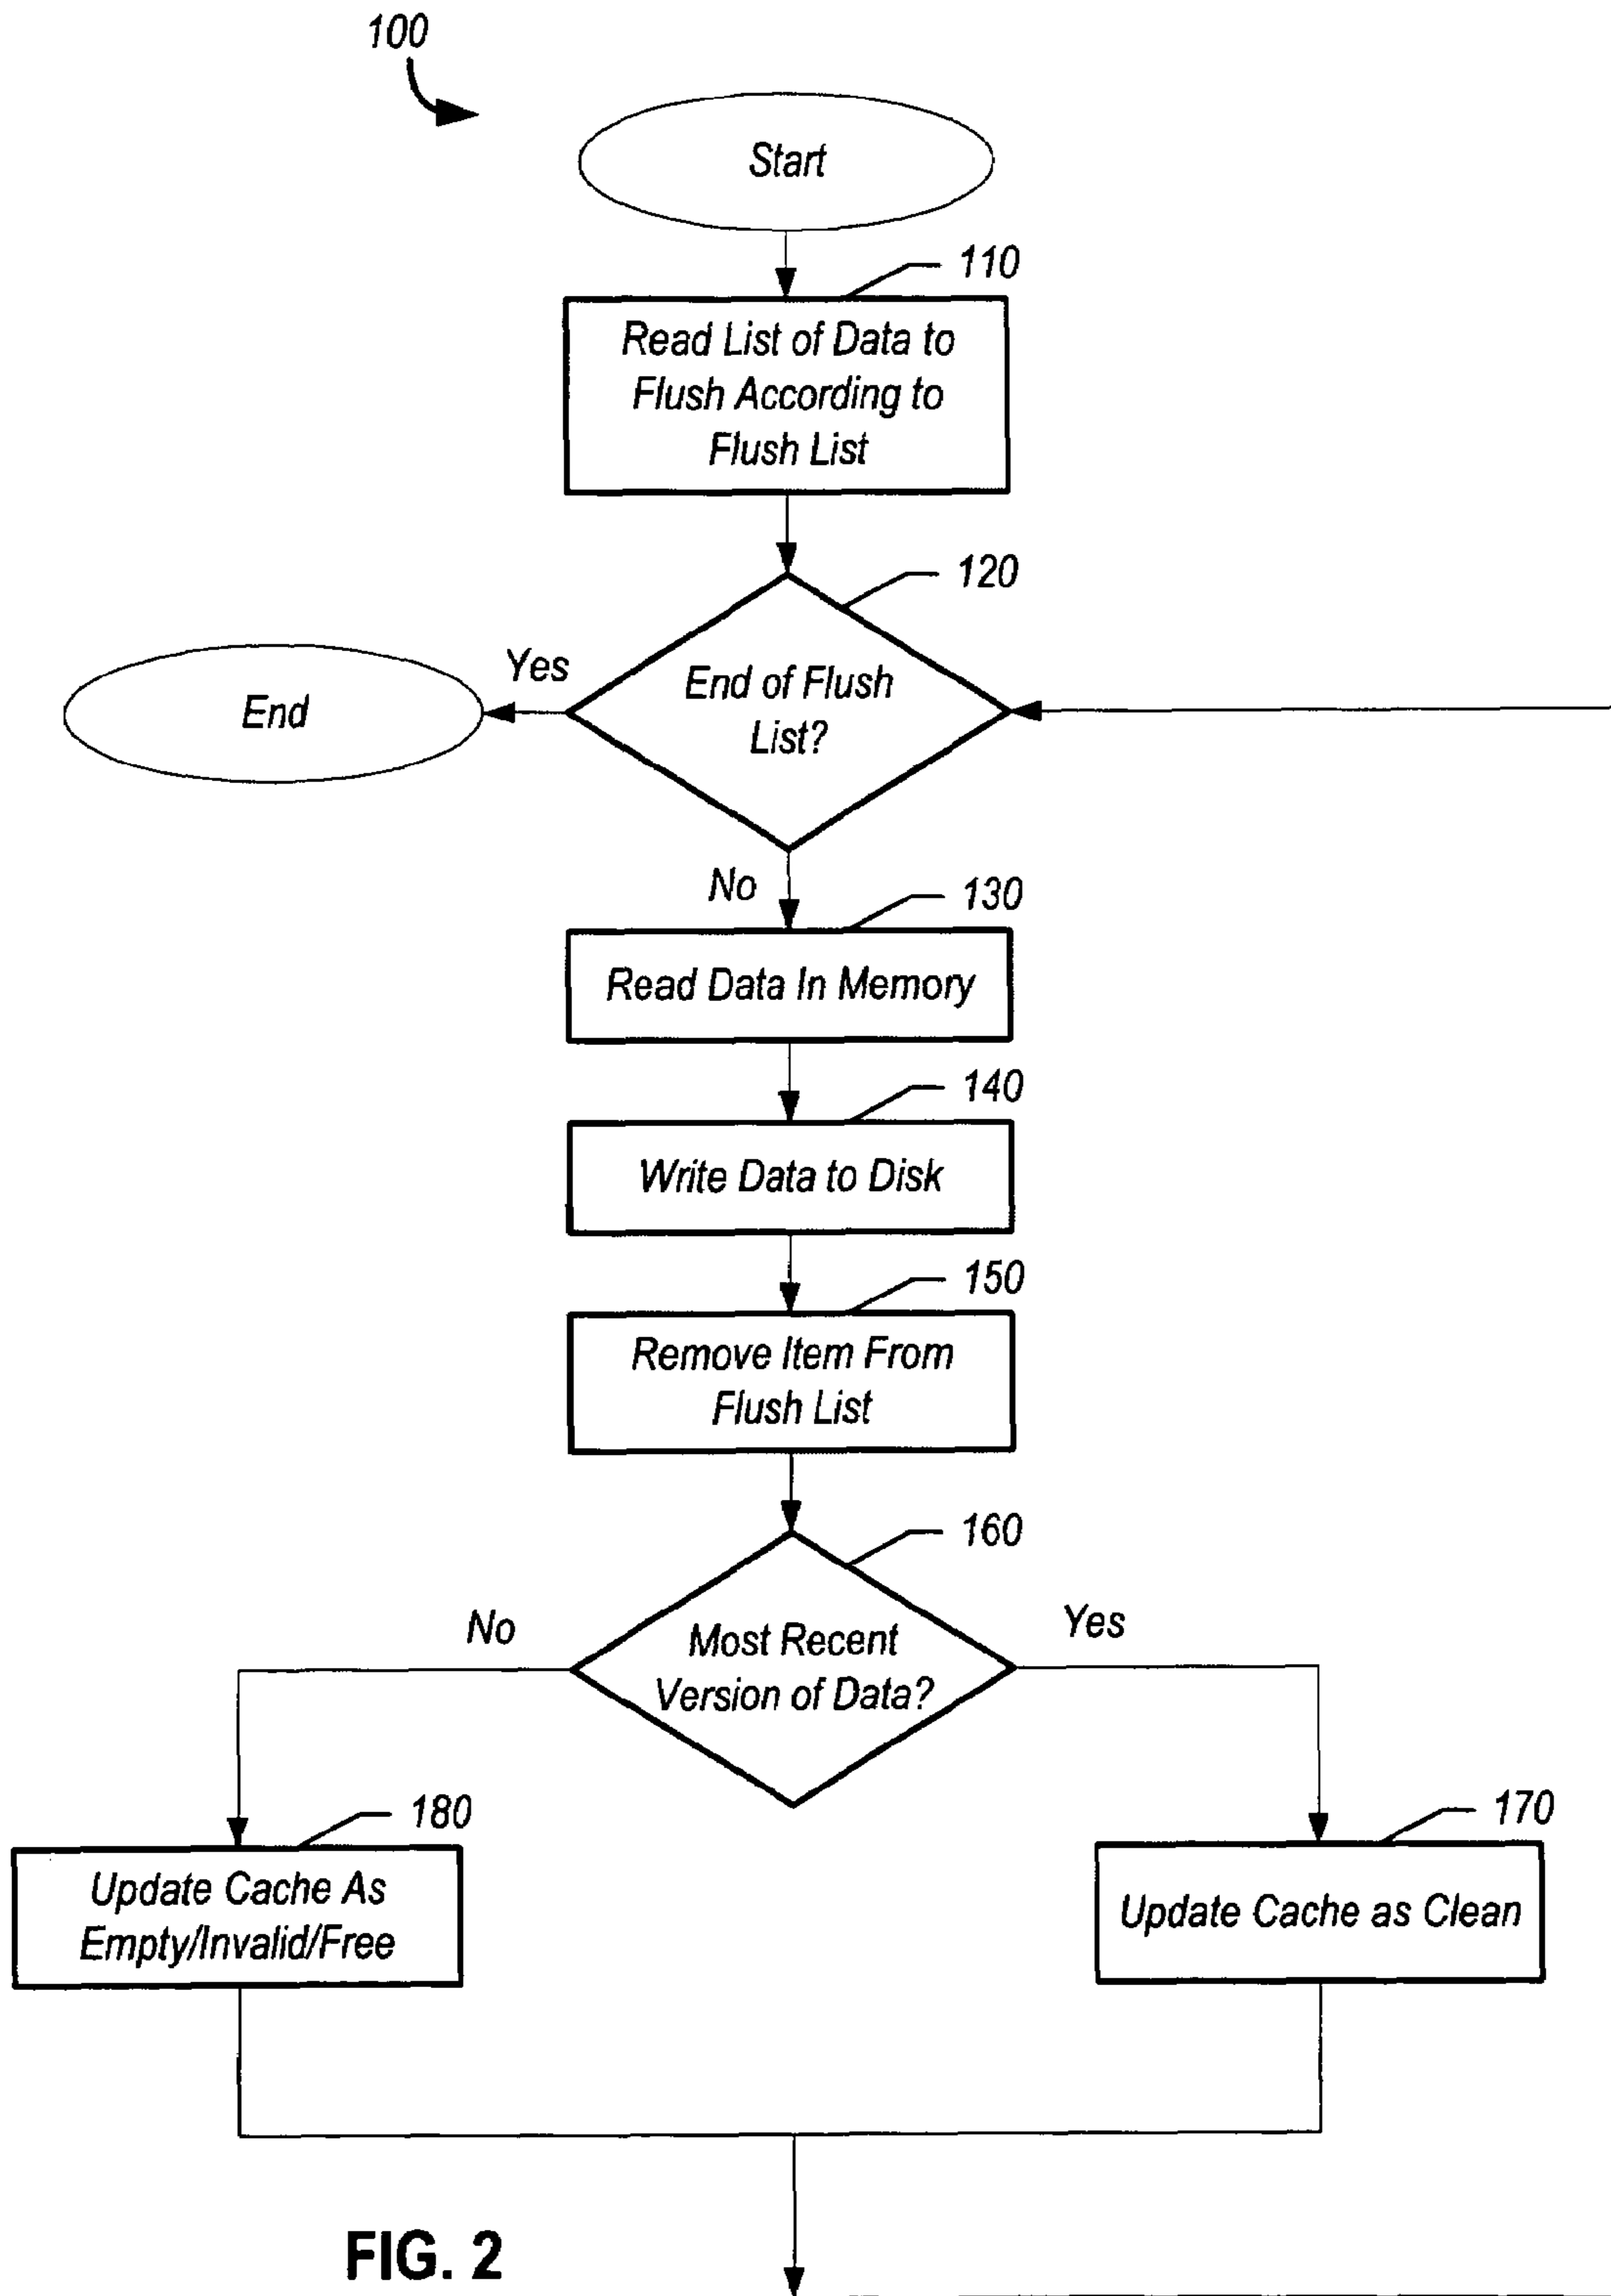 100
Start
110
Read List of Data to
Flush According to
Flush List
120
Yes
End of Flush
List?
End
No
130
Read Data In Memory
140
Write Data to Disk
150
Remove Item From
Flush List
160
No
Most Recent
Version of Data?
Yes
180
Update Cache As
Empty/Invalid/Free
170
Update Cache as Clean
FIG. 2